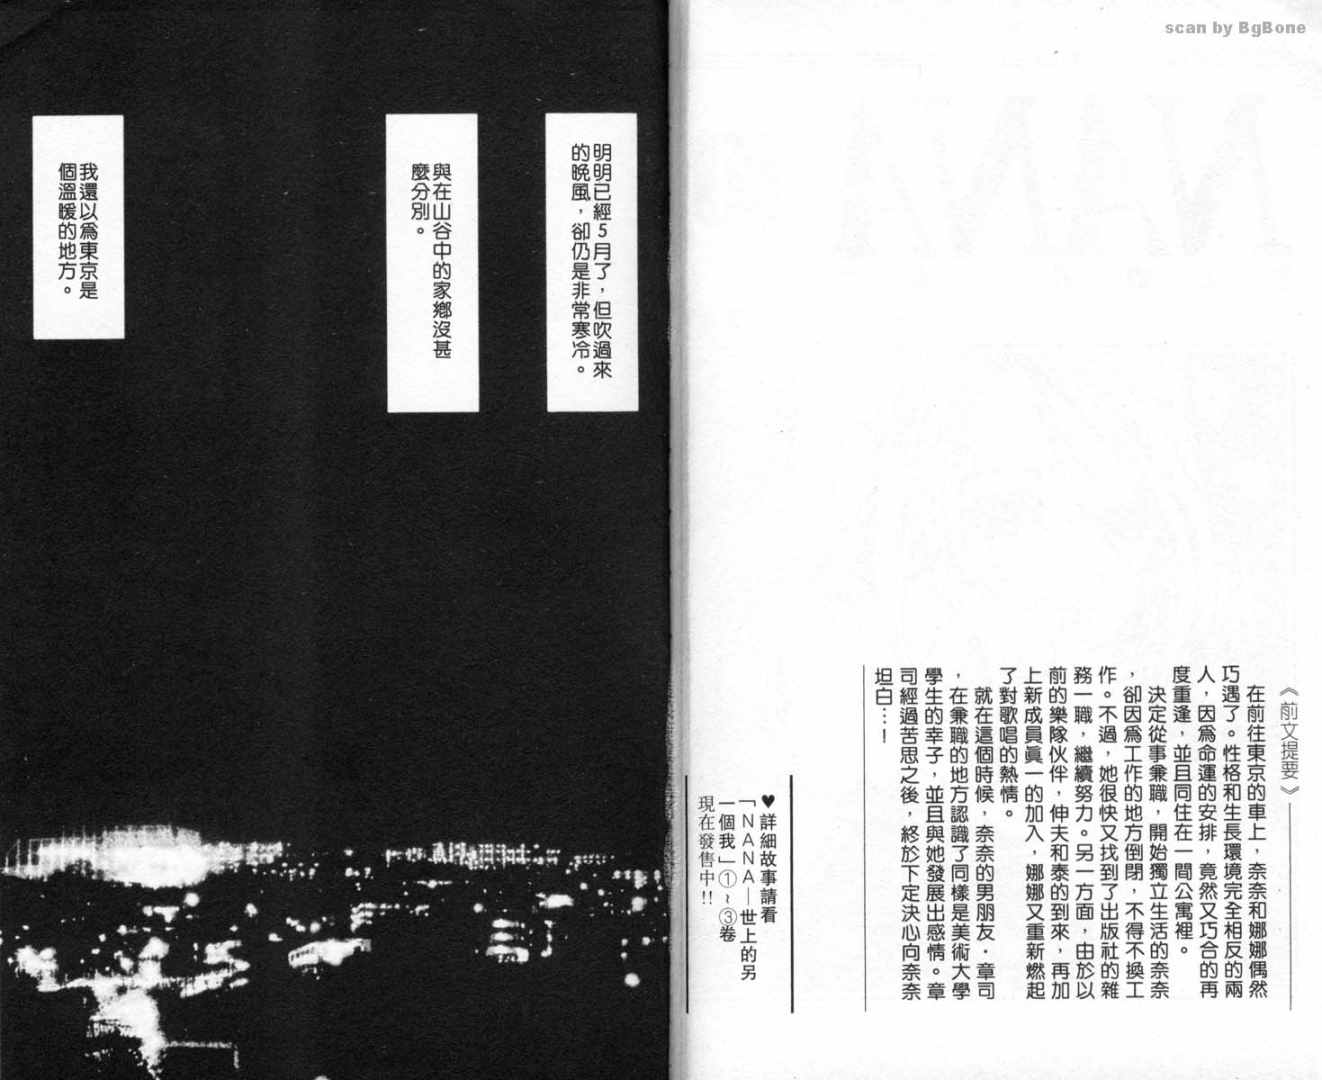 scan by BgBone
《前文提要》
在前往東京的車上，奈奈和娜娜偶然
巧遇了。性格和生長環境完全相反的兩
人，因為命運的安排，竟然又巧合的再
度重逢，並且同住在一間公寓裡。
決定從事兼職，開始獨立生活的奈奈
，卻因為工作的地方倒閉，不得不換工
作。不過，她很快又找到了出版社的雜
務一職，繼續努力。另一方面，由於以
前的樂隊伙伴，伸夫和泰的到來，再加
上新成員真一的加入，娜娜又重新燃起
了對歌唱的熱情。
就在這個時候，奈奈的男朋友．章司
，在兼職的地方認識了同樣是美術大學
學生的幸子，並且與她發展出感情。章
司經過苦思之後，終於下定決心向奈奈
坦白…！
♥詳細故事請看
「NANA—世上的另
一個我」①～③卷
現在發售中!!
明明已經5月了，但吹過來
的晚風，卻仍是非常寒冷。
與在山谷中的家鄉沒甚
麼分別。
我還以為東京是
個溫暖的地方。